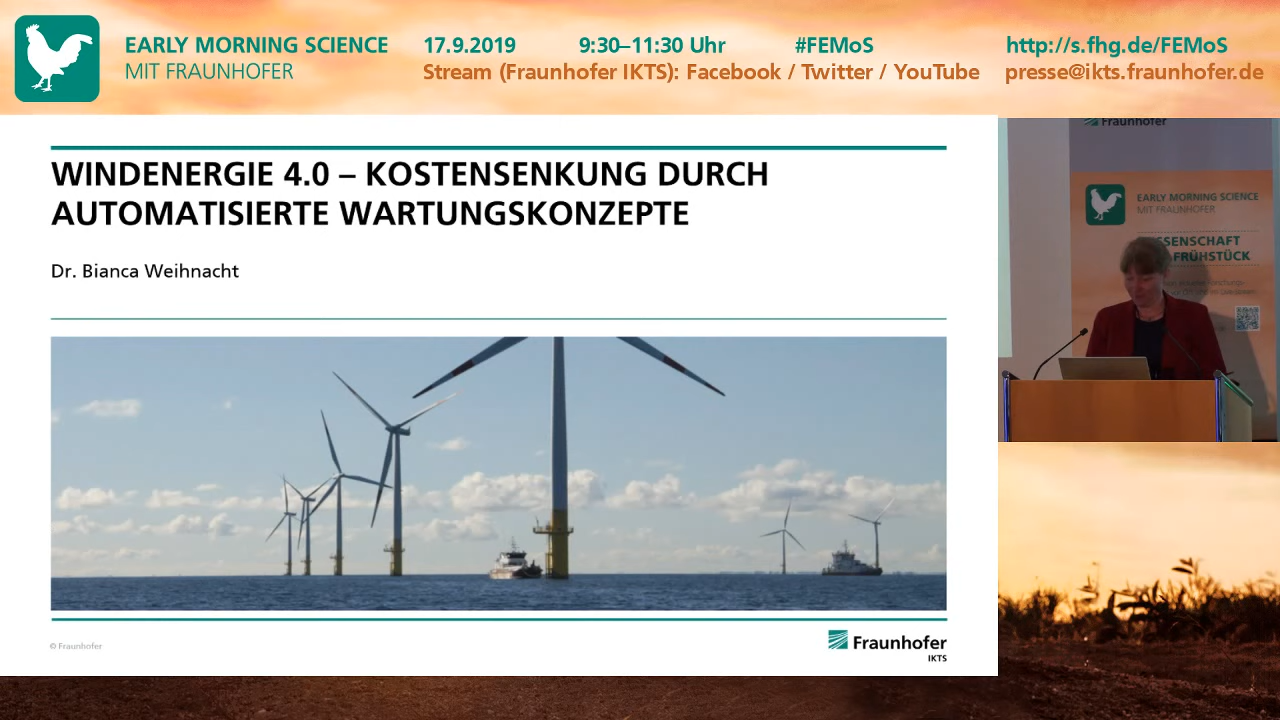 EARLY MORNING SCIENCE
MIT FRAUNHOFER
17.9.2019 9:30–11:30 Uhr #FEMoS
Stream (Fraunhofer IKTS): Facebook / Twitter / YouTube
http://s.fhg.de/FEMoS
presse@ikts.fraunhofer.de
WINDENERGIE 4.0 – KOSTENSENKUNG DURCH
AUTOMATISIERTE WARTUNGSKONZEPTE
Dr. Bianca Weihnacht
© Fraunhofer
Fraunhofer
IKTS
Fraunhofer
EARLY MORNING SCIENCE
MIT FRAUNHOFER
FRÜHSTÜCK